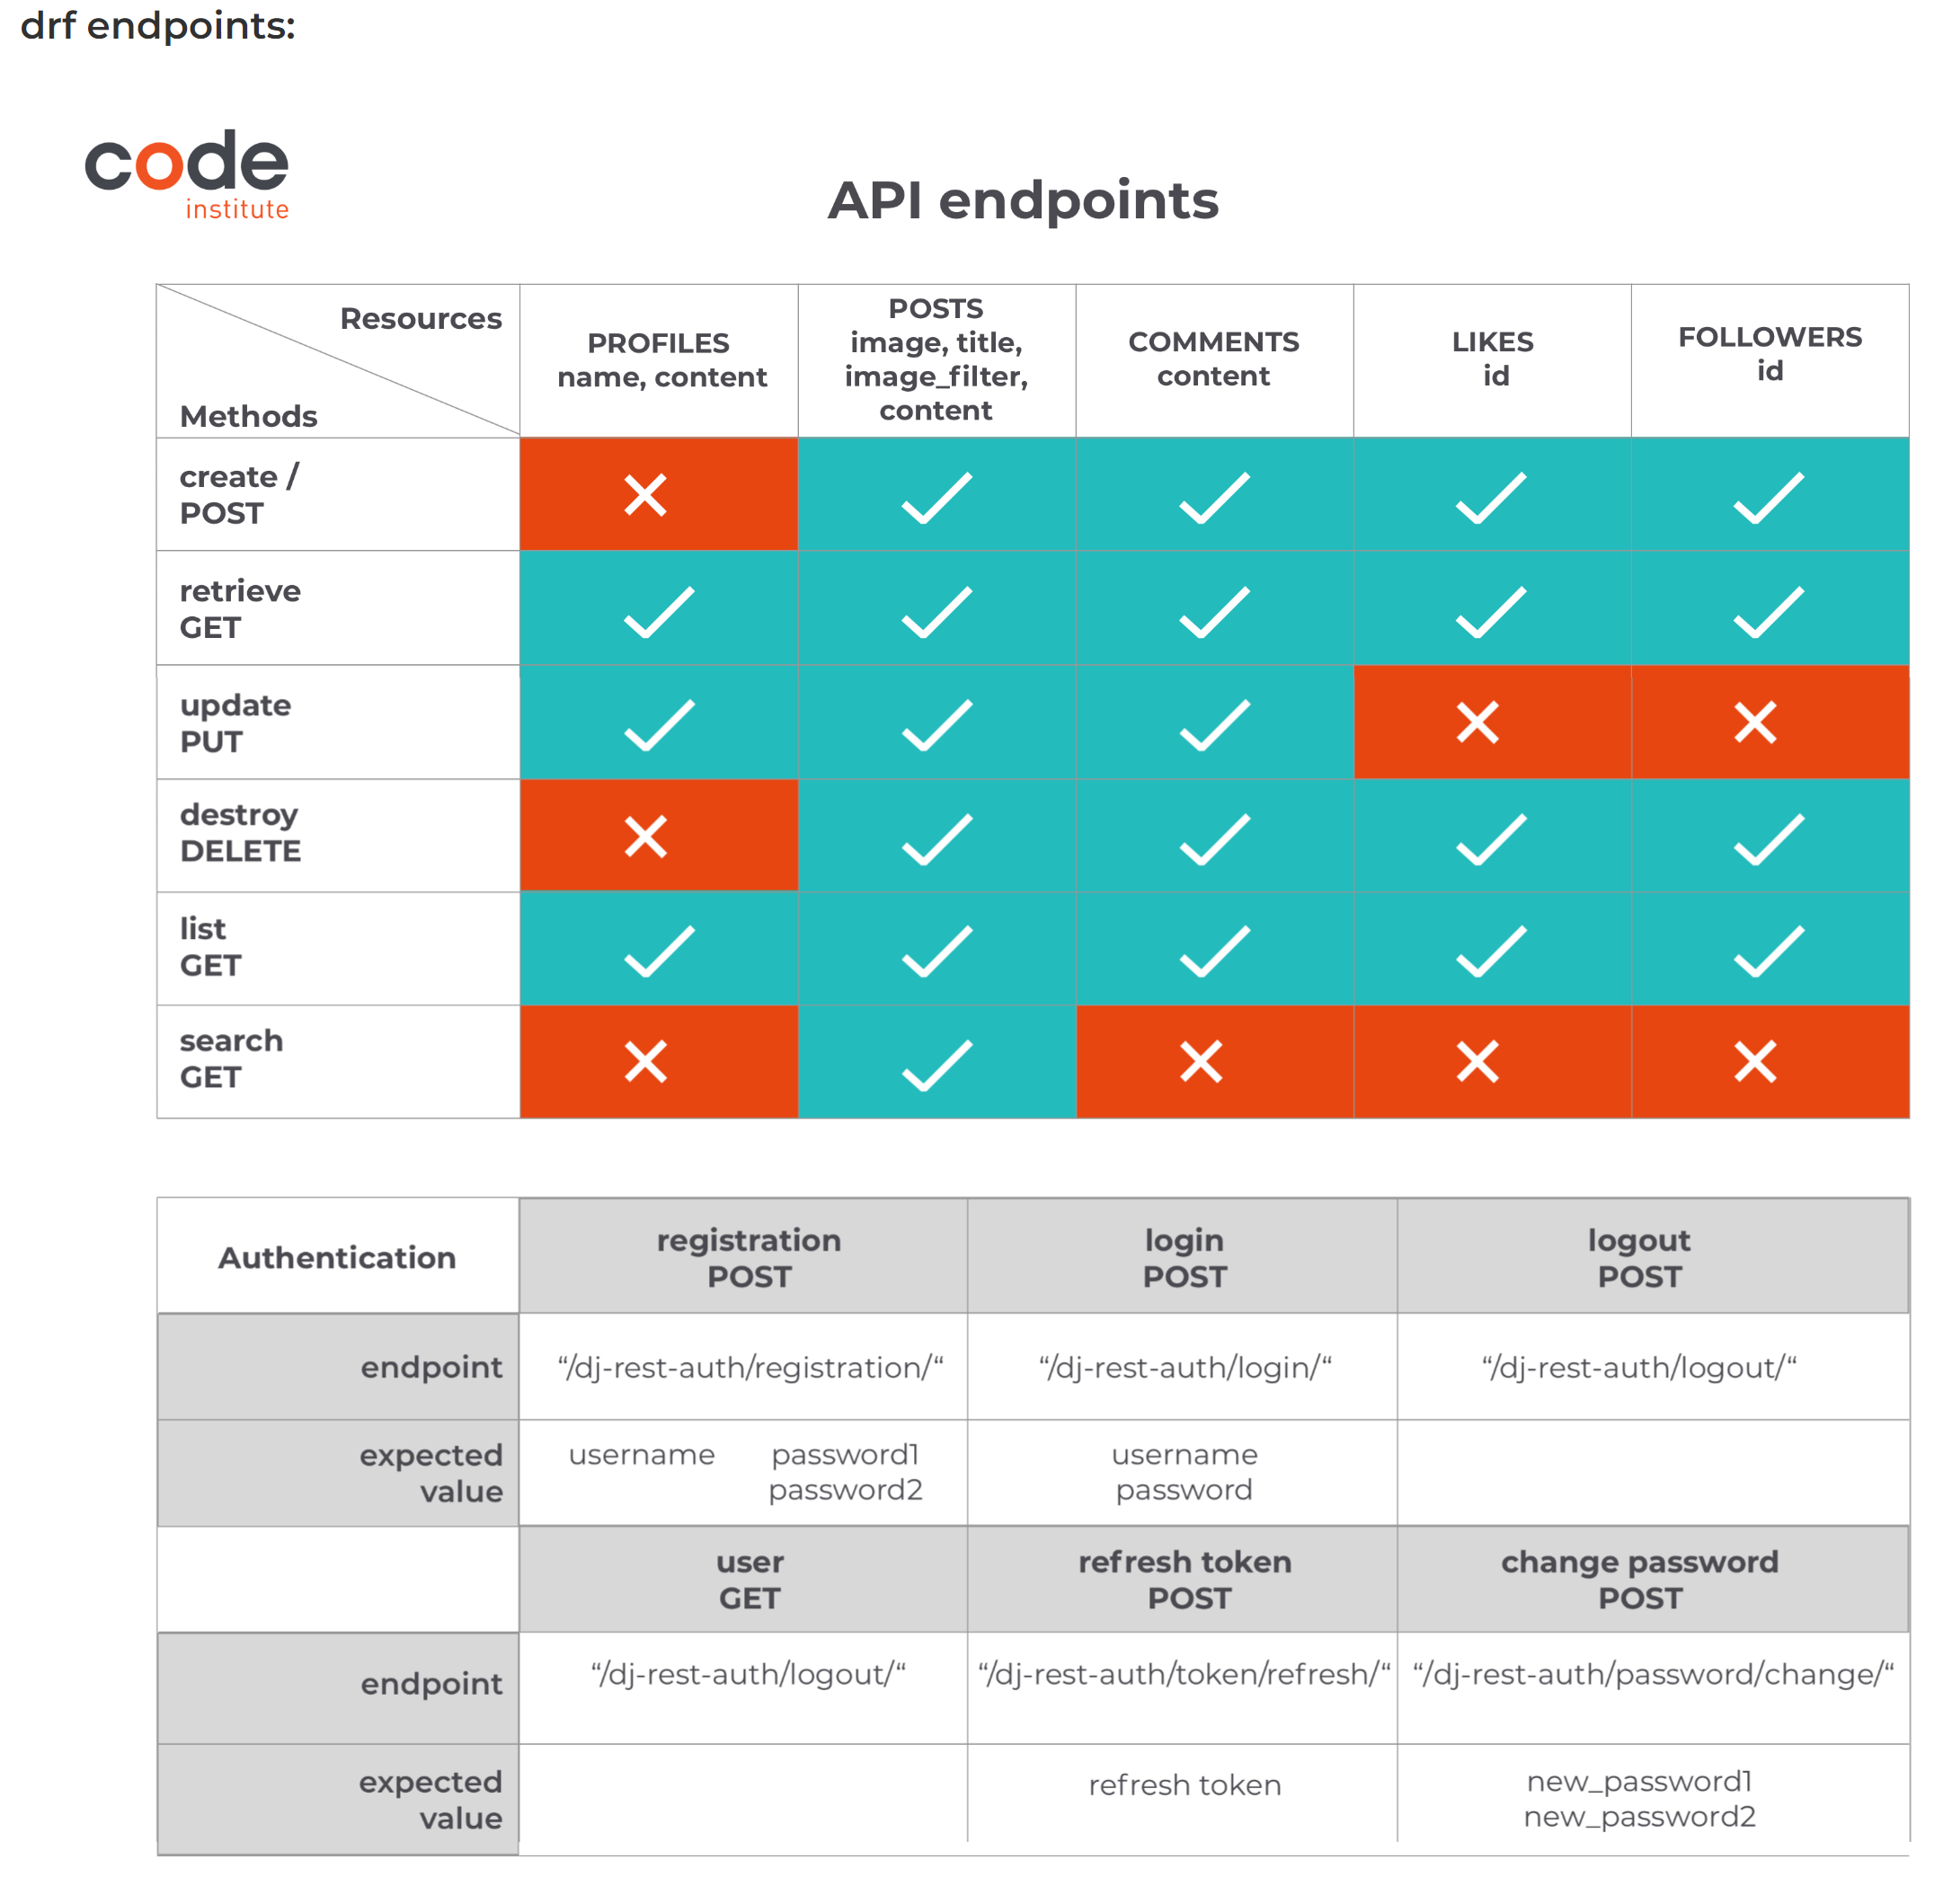 drf endpoints:
code
institute
API endpoints
Resources
Methods
PROFILES
name, content
POSTS
image, title,
image_filter,
content
COMMENTS
content
LIKES
id
FOLLOWERS
id
create /
POST
retrieve
GET
update
PUT
destroy
DELETE
list
GET
search
GET
Authentication
registration
POST
login
POST
logout
POST
endpoint
“/dj-rest-auth/registration/“
“/dj-rest-auth/login/“
“/dj-rest-auth/logout/“
expected
value
username
password1
password2
username
password
user
GET
refresh token
POST
change password
POST
endpoint
“/dj-rest-auth/logout/“
“/dj-rest-auth/token/refresh/“
“/dj-rest-auth/password/change/“
expected
value
refresh token
new_password1
new_password2